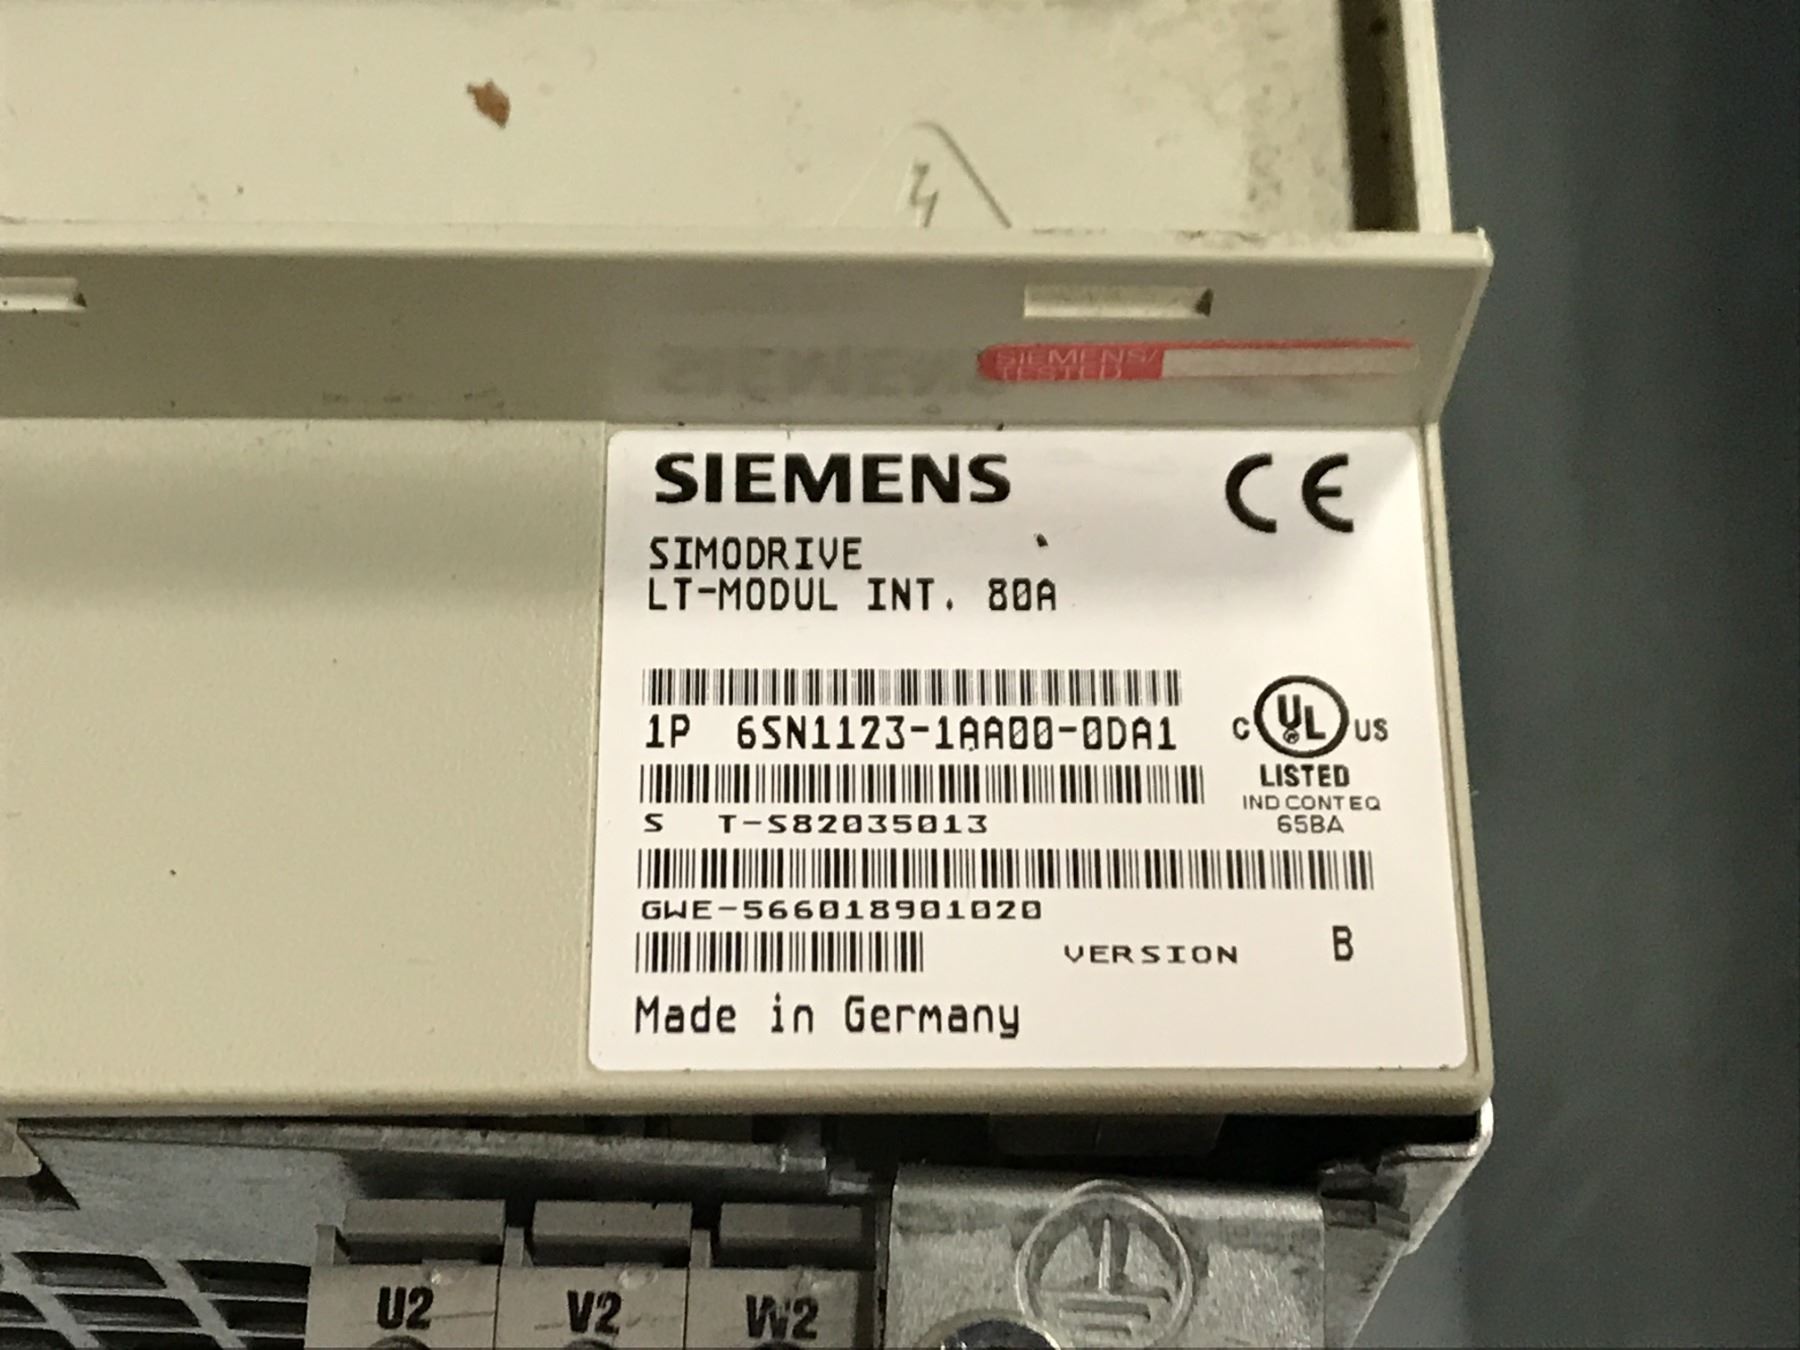 SIEMENS/
TESTED
SIEMENS
CE
SIMODRIVE
LT-MODUL INT. 80A
1P 6SN1123-1AA00-0DA1
C UL US
LISTED
IND CONT EQ
65BA
S T-S82035013
GWE-566018901020
VERSION B
Made in Germany
U2 V2 W2